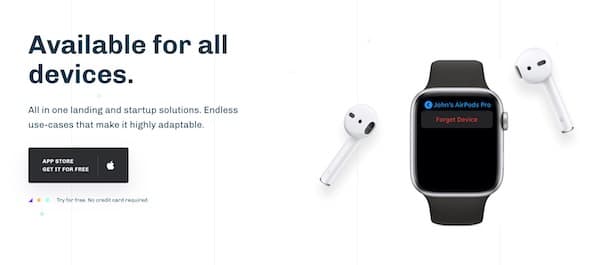 Available for all
devices.
All in one landing and startup solutions. Endless
use-cases that make it highly adaptable.
APP STORE
GET IT FOR FREE
Try for free. No credit card required.
John's AirPods Pro
Forget Device